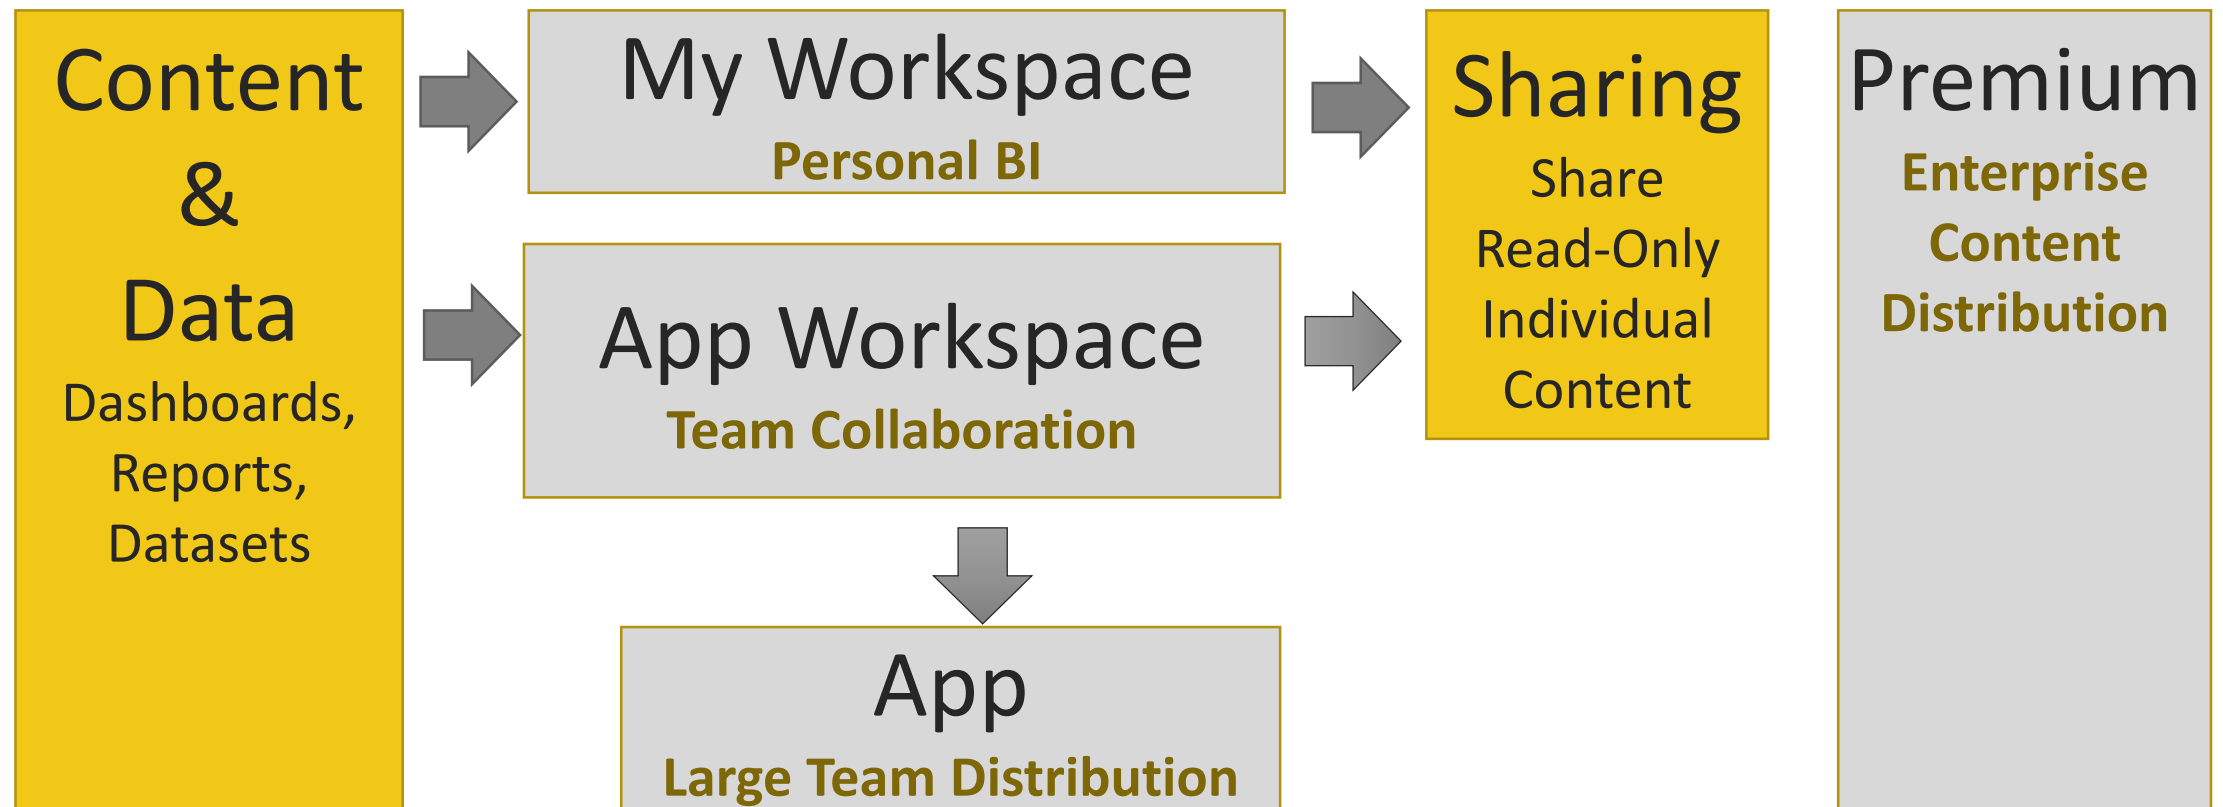 Content
&
Data
Dashboards,
Reports,
Datasets
My Workspace
Personal BI
App Workspace
Team Collaboration
App
Large Team Distribution
Sharing
Share
Read-Only
Individual
Content
Premium
Enterprise
Content
Distribution